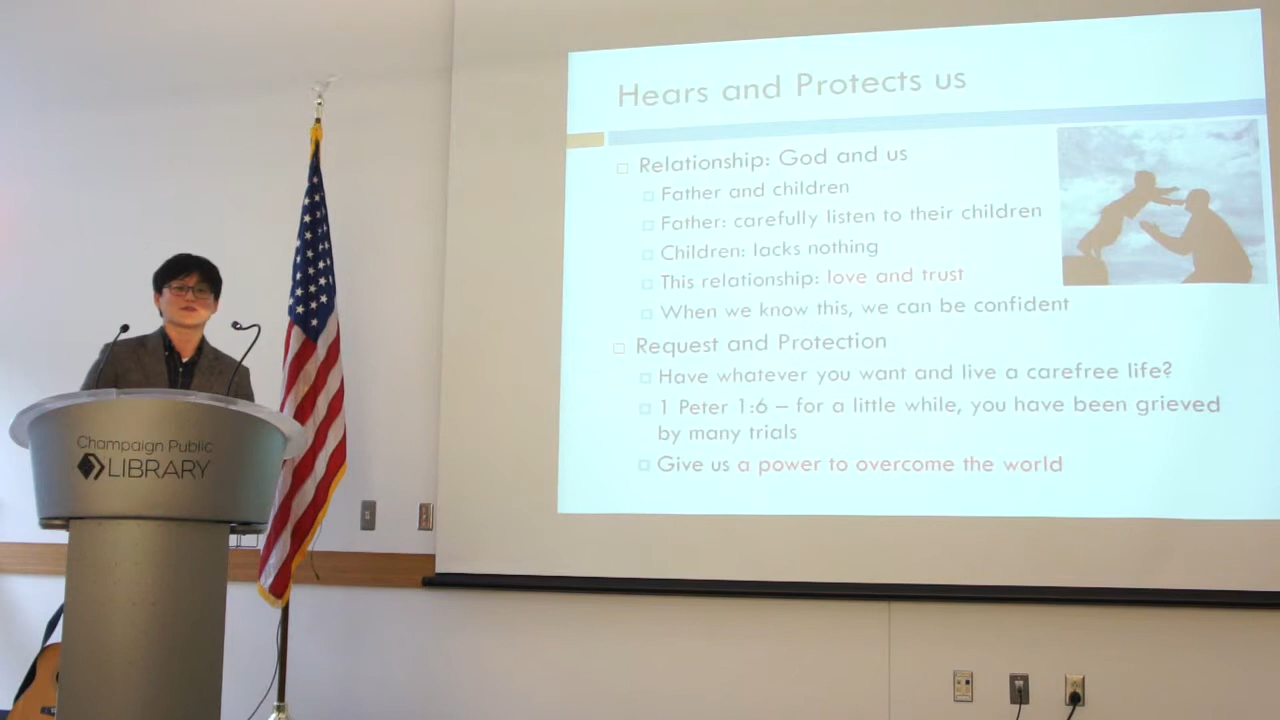 Hears and Protects us
Relationship: God and us
Father and children
Father: carefully listen to their children
Children: lacks nothing
This relationship: love and trust
When we know this, we can be confident
Request and Protection
Have whatever you want and live a carefree life?
1 Peter 1:6 – for a little while, you have been grieved
by many trials
Give us a power to overcome the world
Champaign Public
LIBRARY